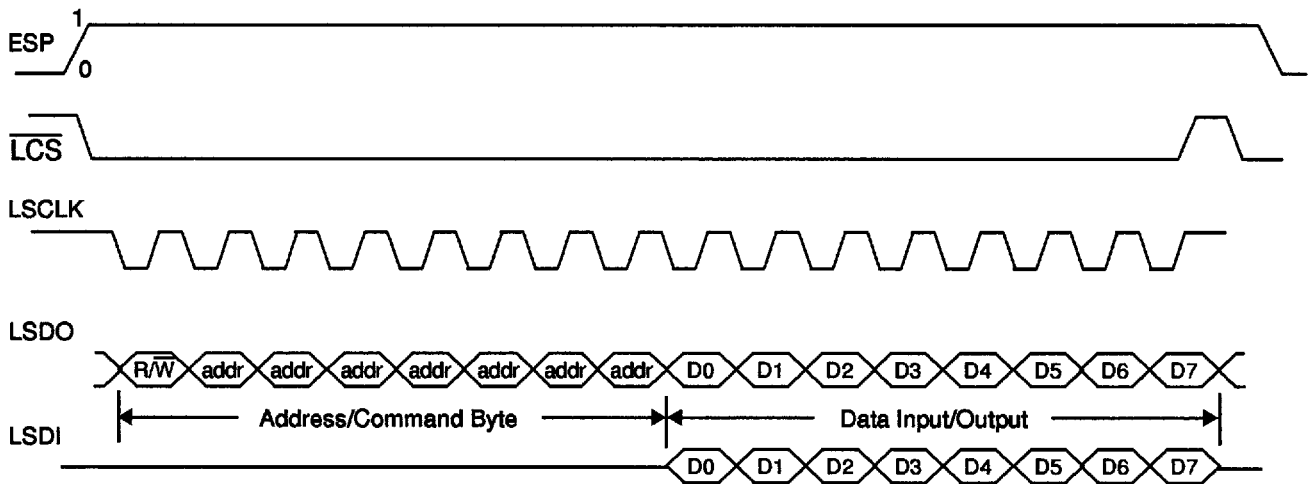 1
ESP
0
LCS
LSCLK
LSDO
R/W addr addr addr addr addr addr addr D0 D1 D2 D3 D4 D5 D6 D7
Address/Command Byte Data Input/Output
LSDI
D0 D1 D2 D3 D4 D5 D6 D7